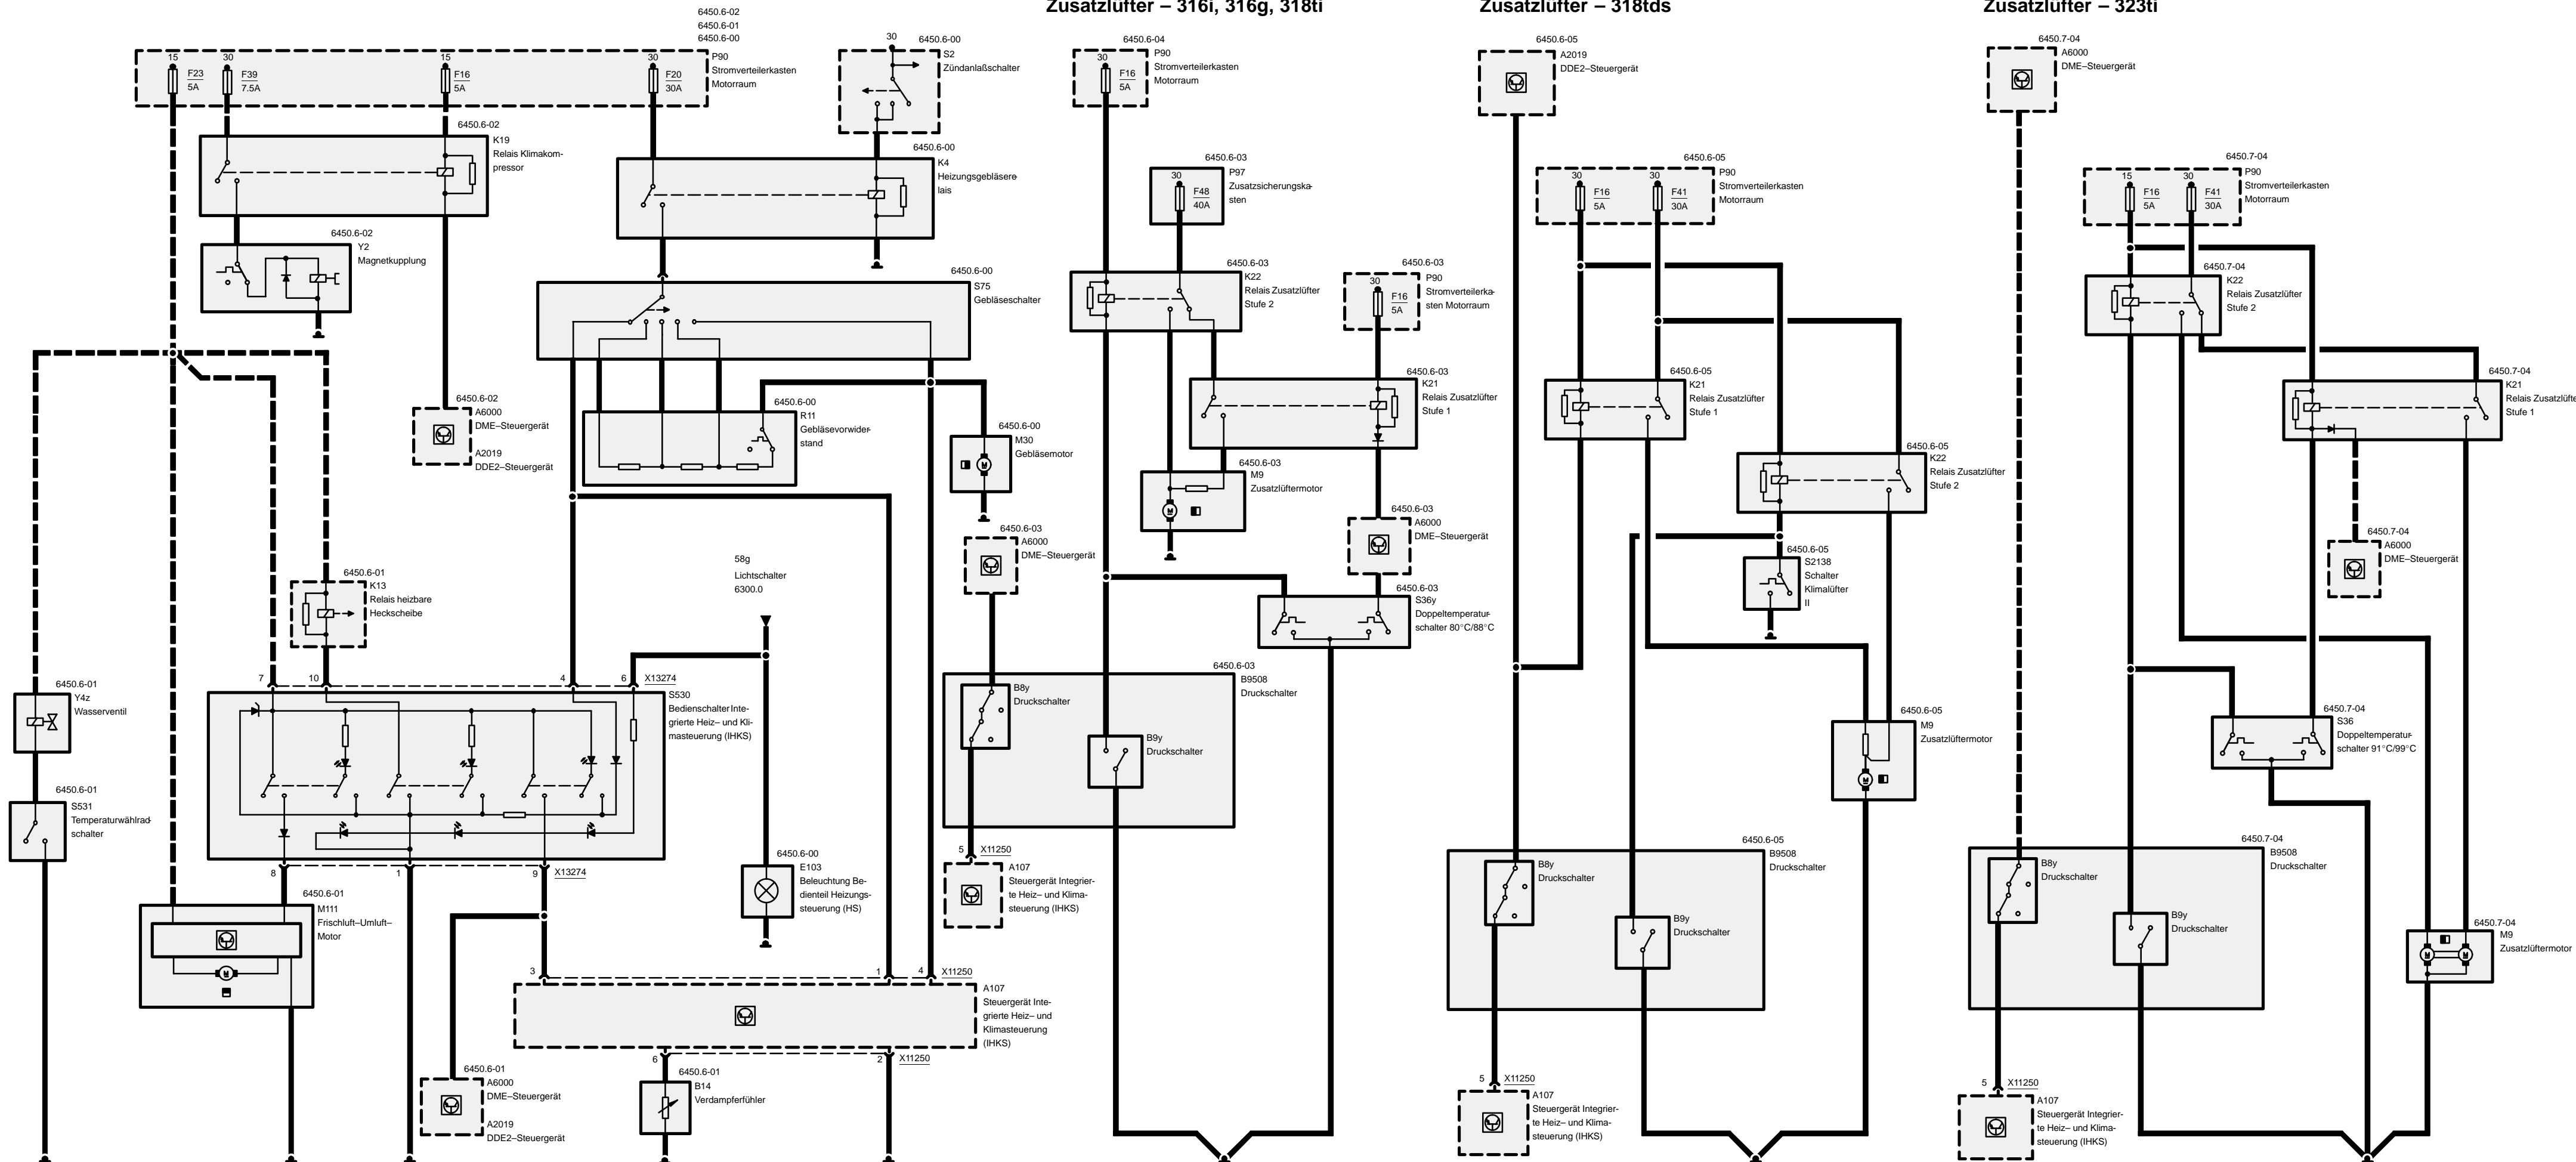 Zusatzlüfter – 316i, 316g, 318ti
Zusatzlüfter – 318tds
Zusatzlüfter – 323ti
6450.6-02
6450.6-01
6450.6-00
15
F23
5A
30
F39
7.5A
15
F16
5A
30
F20
30A
P90
Stromverteilerkasten
Motorraum
30
6450.6-00
S2
Zündanlaßschalter
6450.6-02
K19
Relais Klimakom-
pressor
6450.6-00
K4
Heizungsgebläsere-
lais
6450.6-02
Y2
Magnetkupplung
6450.6-00
S75
Gebläseschalter
6450.6-02
A6000
DME–Steuergerät
A2019
DDE2–Steuergerät
6450.6-00
R11
Gebläsevorwider-
stand
6450.6-00
M30
Gebläsemotor
6450.6-01
K13
Relais heizbare
Heckscheibe
58g
Lichtschalter
6300.0
6450.6-01
Y4z
Wasserventil
6450.6-01
S531
Temperaturwählrad-
schalter
7
10
4
6
X13274
S530
Bedienschalter Inte-
grierte Heiz– und Kli-
masteuerung (IHKS)
8
1
9
X13274
6450.6-01
M111
Frischluft–Umluft–
Motor
M
6450.6-00
E103
Beleuchtung Be-
dienteil Heizungs-
steuerung (HS)
3
1
4
X11250
A107
Steuergerät Inte-
grierte Heiz– und
Klimasteuerung
(IHKS)
6
2
X11250
6450.6-01
A6000
DME–Steuergerät
A2019
DDE2–Steuergerät
6450.6-01
B14
Verdampferfühler
6450.6-04
30
F16
5A
P90
Stromverteilerkasten
Motorraum
6450.6-03
30
F48
40A
P97
Zusatzsicherungska-
sten
6450.6-03
K22
Relais Zusatzlüfter
Stufe 2
6450.6-03
30
F16
5A
P90
Stromverteilerka-
sten Motorraum
6450.6-03
K21
Relais Zusatzlüfter
Stufe 1
6450.6-03
M9
Zusatzlüftermotor
M
6450.6-03
A6000
DME–Steuergerät
6450.6-03
A6000
DME–Steuergerät
6450.6-03
S36y
Doppeltemperatur-
schalter 80°C/88°C
6450.6-03
B9508
Druckschalter
B8y
Druckschalter
B9y
Druckschalter
5
X11250
A107
Steuergerät Integrier-
te Heiz– und Klima-
steuerung (IHKS)
6450.6-05
A2019
DDE2–Steuergerät
6450.6-05
30
F16
5A
30
F41
30A
P90
Stromverteilerkasten
Motorraum
6450.6-05
K21
Relais Zusatzlüfter
Stufe 1
6450.6-05
K22
Relais Zusatzlüfter
Stufe 2
6450.6-05
S2138
Schalter
Klimalüfter
II
6450.6-05
M9
Zusatzlüftermotor
M
6450.6-05
B9508
Druckschalter
B8y
Druckschalter
B9y
Druckschalter
5
X11250
A107
Steuergerät Integrier-
te Heiz– und Klima-
steuerung (IHKS)
6450.7-04
A6000
DME–Steuergerät
6450.7-04
15
F16
5A
30
F41
30A
P90
Stromverteilerkasten
Motorraum
6450.7-04
K22
Relais Zusatzlüfter
Stufe 2
6450.7-04
K21
Relais Zusatzlüfte
Stufe 1
6450.7-04
A6000
DME–Steuergerät
6450.7-04
S36
Doppeltemperatur-
schalter 91°C/99°C
6450.7-04
B9508
Druckschalter
B8y
Druckschalter
B9y
Druckschalter
6450.7-04
M9
Zusatzlüftermotor
M
M
5
X11250
A107
Steuergerät Integrier-
te Heiz– und Klima-
steuerung (IHKS)